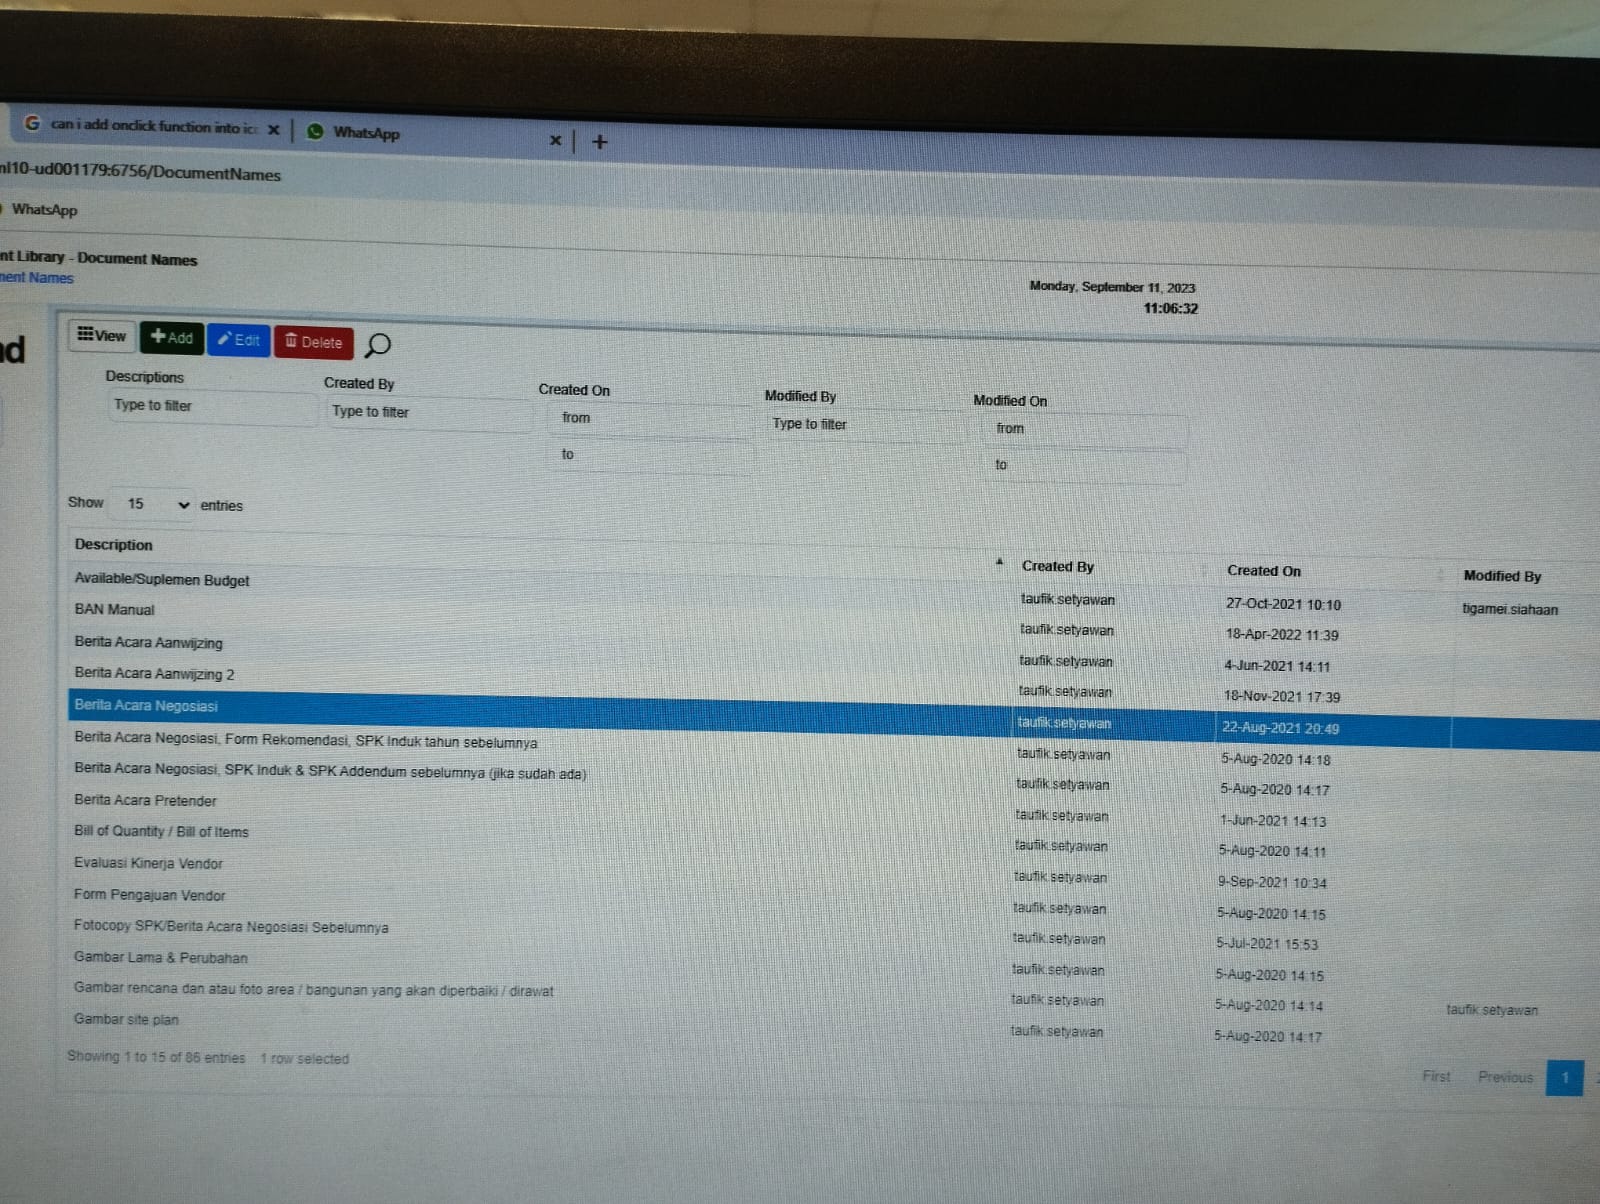 can i add onclick function into ic
WhatsApp
ml10-ud001179:6756/DocumentNames
WhatsApp
nt Library - Document Names
ment Names
Monday, September 11, 2023
11:06:32
View Add Edit Delete
Descriptions Created By Created On Modified By Modified On
Type to filter Type to filter from Type to filter from
to to
Show 15 entries
Description Created By Created On Modified By
Available/Suplemen Budget taufik.setyawan 27-Oct-2021 10:10 tigamei.siahaan
BAN Manual taufik.setyawan 18-Apr-2022 11:39
Berita Acara Aanwijzing taufik.setyawan 4-Jun-2021 14:11
Berita Acara Aanwijzing 2 taufik.setyawan 18-Nov-2021 17:39
Berita Acara Negosiasi taufik.setyawan 22-Aug-2021 20:49
Berita Acara Negosiasi, Form Rekomendasi, SPK Induk tahun sebelumnya taufik.setyawan 5-Aug-2020 14:18
Berita Acara Negosiasi, SPK Induk & SPK Addendum sebelumnya (jika sudah ada) taufik.setyawan 5-Aug-2020 14:17
Berita Acara Pretender taufik.setyawan 1-Jun-2021 14:13
Bill of Quantity / Bill of Items taufik.setyawan 5-Aug-2020 14:11
Evaluasi Kinerja Vendor taufik.setyawan 9-Sep-2021 10:34
Form Pengajuan Vendor taufik.setyawan 5-Aug-2020 14:15
Fotocopy SPK/Berita Acara Negosiasi Sebelumnya taufik.setyawan 5-Jul-2021 15:53
Gambar Lama & Perubahan taufik.setyawan 5-Aug-2020 14:15
Gambar rencana dan atau foto area / bangunan yang akan diperbaiki / dirawat taufik.setyawan 5-Aug-2020 14:14 taufik.setyawan
Gambar site plan taufik.setyawan 5-Aug-2020 14:17
Showing 1 to 15 of 86 entries 1 row selected
First Previous 1